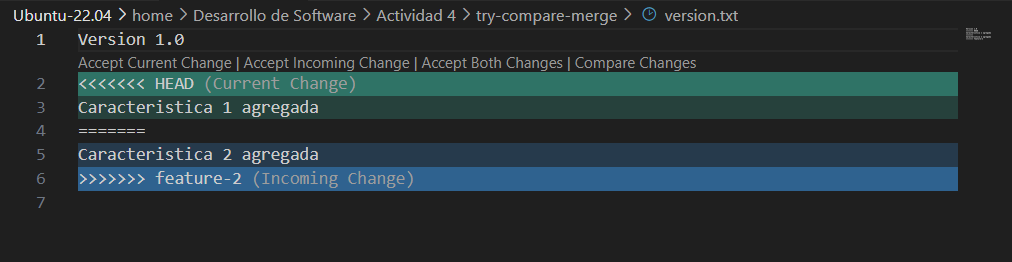 Ubuntu-22.04 > home > Desarrollo de Software > Actividad 4 > try-compare-merge > version.txt
1 Version 1.0
Accept Current Change | Accept Incoming Change | Accept Both Changes | Compare Changes
2 <<<<<<< HEAD (Current Change)
3 Caracteristica 1 agregada
4 =======
5 Caracteristica 2 agregada
6 >>>>>>> feature-2 (Incoming Change)
7